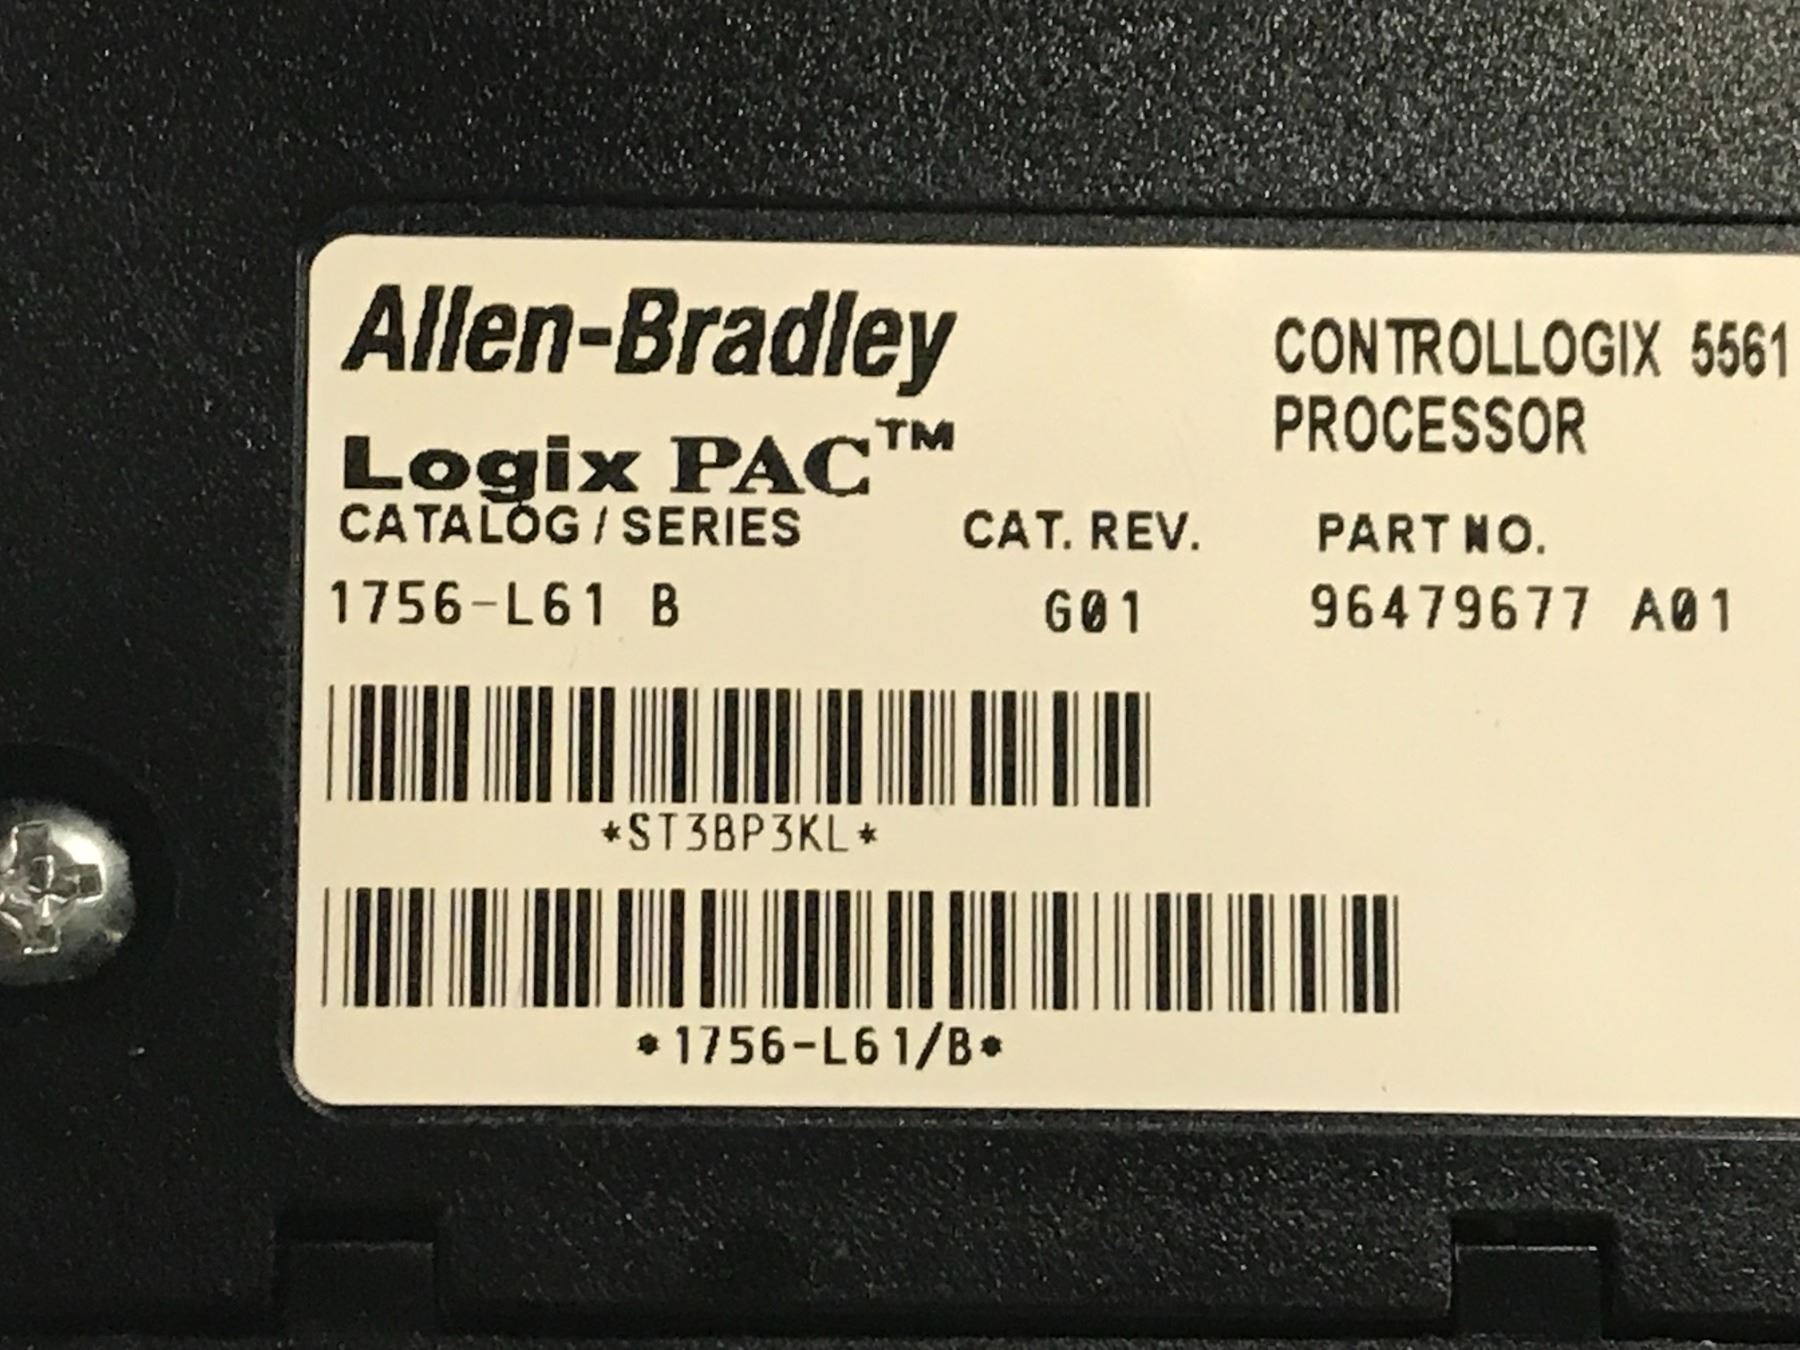 Allen-Bradley
Logix PAC™
CONTROLLOGIX 5561
PROCESSOR
CATALOG / SERIES CAT. REV. PART NO.
1756-L61 B G01 96479677 A01
*ST3BP3KL*
*1756-L61/B*